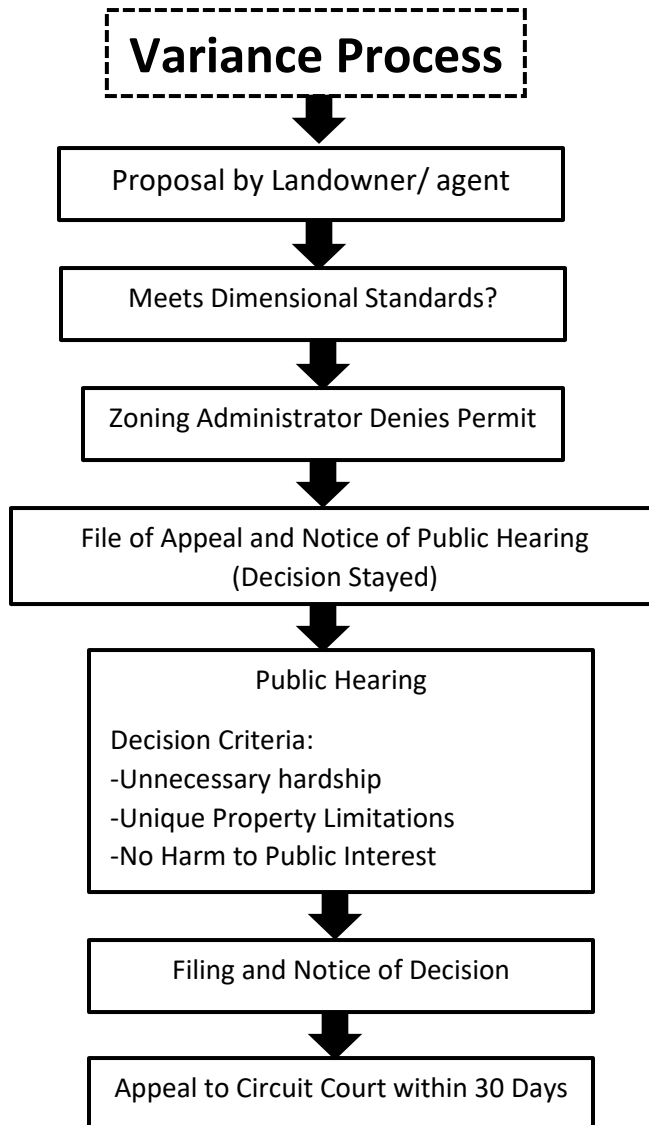 Variance Process
Proposal by Landowner/ agent
Meets Dimensional Standards?
Zoning Administrator Denies Permit
File of Appeal and Notice of Public Hearing
(Decision Stayed)
Public Hearing
Decision Criteria:
-Unnecessary hardship
-Unique Property Limitations
-No Harm to Public Interest
Filing and Notice of Decision
Appeal to Circuit Court within 30 Days